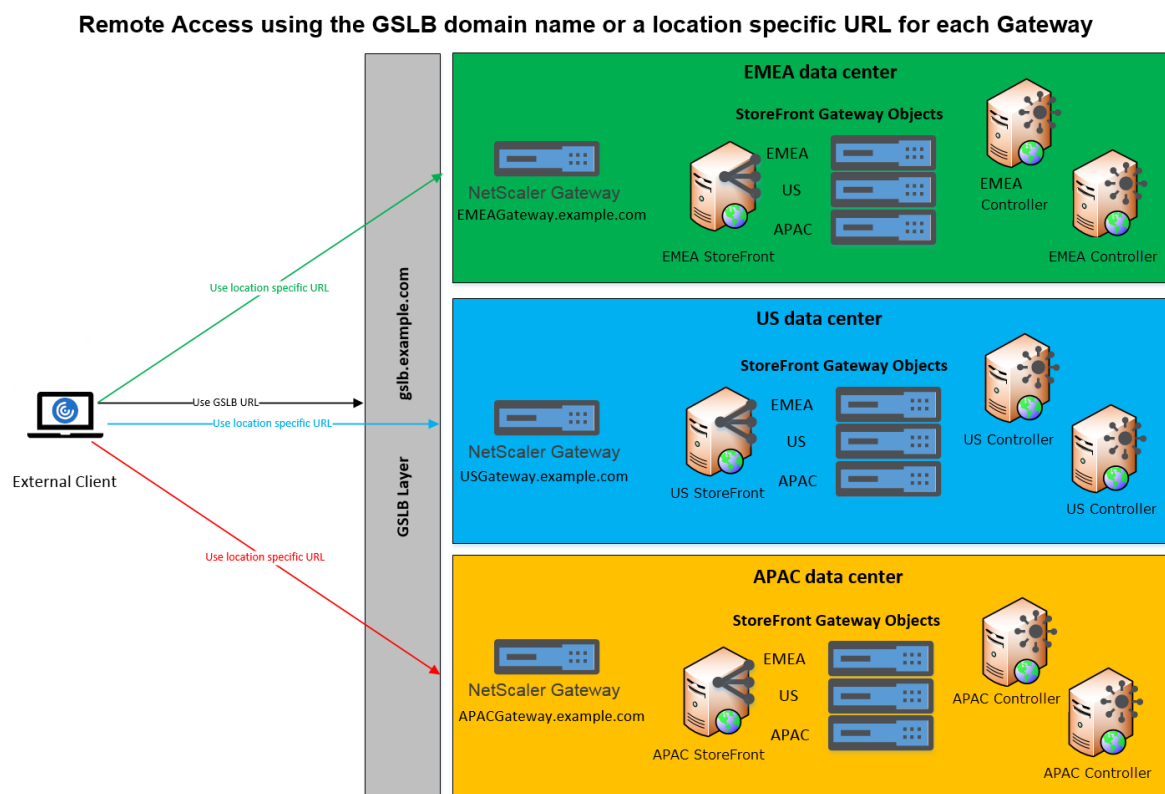 Remote Access using the GSLB domain name or a location specific URL for each Gateway
External Client
Use location specific URL
Use GSLB URL
Use location specific URL
Use location specific URL
gslb.example.com
GSLB Layer
EMEA data center
StoreFront Gateway Objects
NetScaler Gateway
EMEAGateway.example.com
EMEA StoreFront
EMEA
US
APAC
EMEA
Controller
EMEA Controller
US data center
StoreFront Gateway Objects
NetScaler Gateway
USGateway.example.com
US StoreFront
EMEA
US
APAC
US Controller
US Controller
APAC data center
StoreFront Gateway Objects
NetScaler Gateway
APACGateway.example.com
APAC StoreFront
EMEA
US
APAC
APAC Controller
APAC Controller